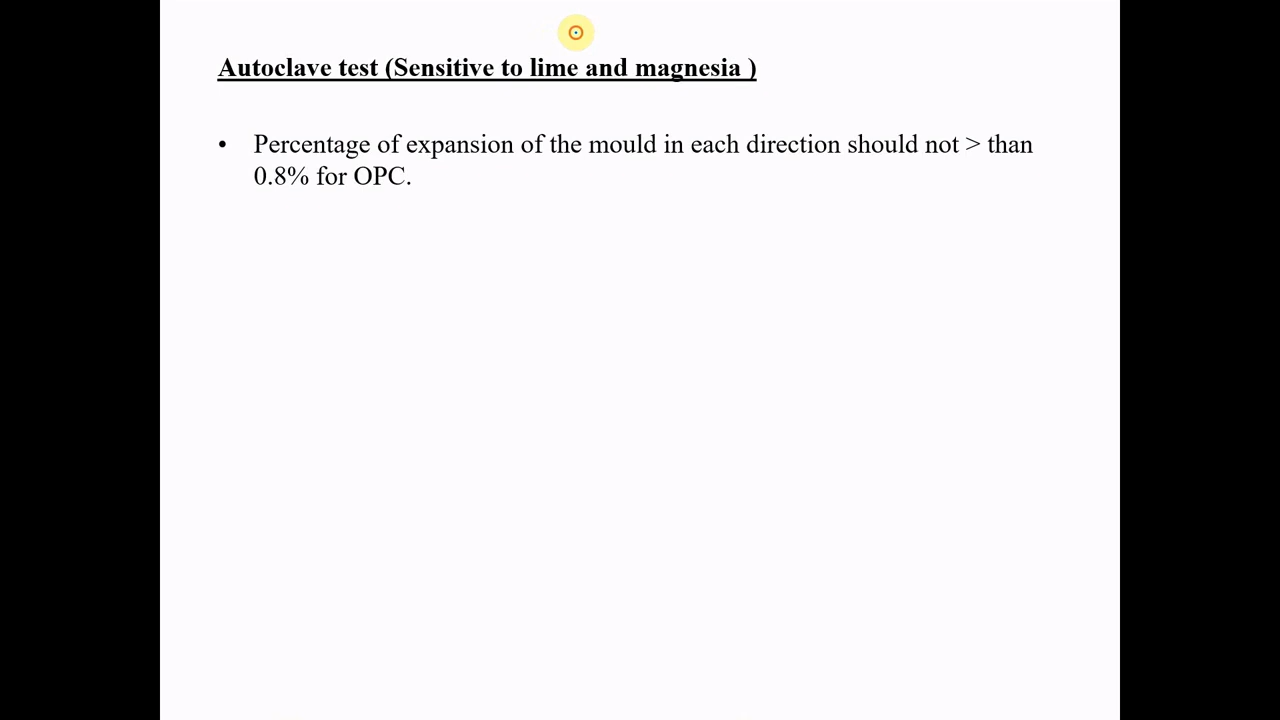 Autoclave test (Sensitive to lime and magnesia )
• Percentage of expansion of the mould in each direction should not > than
0.8% for OPC.